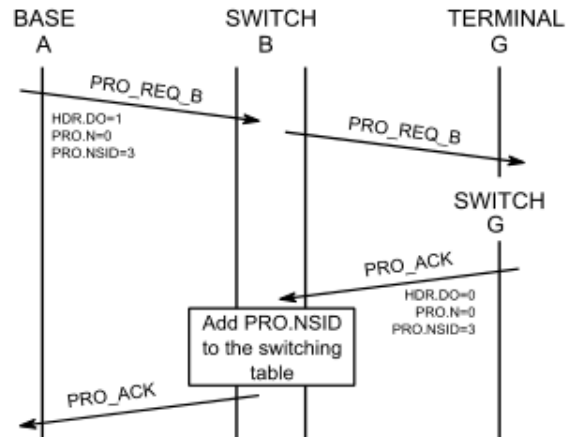 BASE SWITCH TERMINAL
A B G
PRO_REQ_B
HDR.DO=1
PRO.N=0
PRO.NSID=3
PRO_REQ_B
SWITCH
G
PRO_ACK
HDR.DO=0
PRO.N=0
PRO.NSID=3
Add PRO.NSID
to the switching
table
PRO_ACK